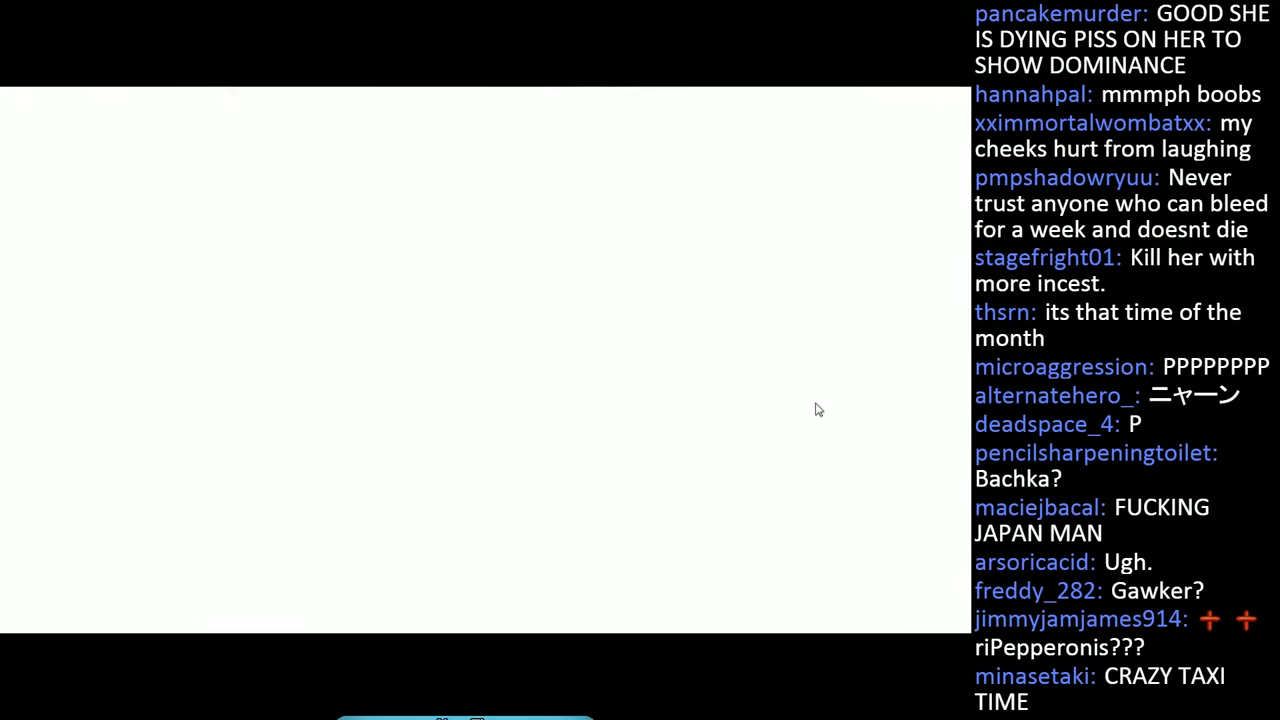 pancakemurder: GOOD SHE
IS DYING PISS ON HER TO
SHOW DOMINANCE
hannahpal: mmmph boobs
xximmortalwombatxx: my
cheeks hurt from laughing
pmpshadowryuu: Never
trust anyone who can bleed
for a week and doesnt die
stagefright01: Kill her with
more incest.
thsrn: its that time of the
month
microaggression: PPPPPPPP
alternatehero_: ニャーン
deadspace_4: P
pencilsharpeningtoilet:
Bachka?
maciejbacal: FUCKING
JAPAN MAN
arsoricacid: Ugh.
freddy_282: Gawker?
jimmyjamjames914:
riPepperonis???
minasetaki: CRAZY TAXI
TIME